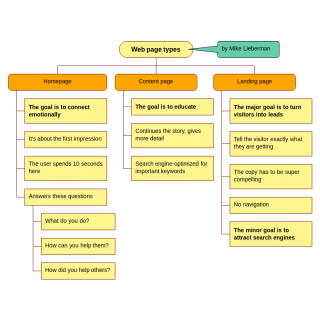 Web page types
by Mike Lieberman
Homepage
The goal is to connect
emotionally
It's about the first impression
The user spends 10 seconds
here
Answers these questions
What do you do?
How can you help them?
How did you help others?
Content page
The goal is to educate
Continues the story, gives
more detail
Search engine-optimized for
important keywords
Landing page
The major goal is to turn
visitors into leads
Tell the visitor exactly what
they are getting
The copy has to be super
compelling
No navigation
The minor goal is to
attract search engines